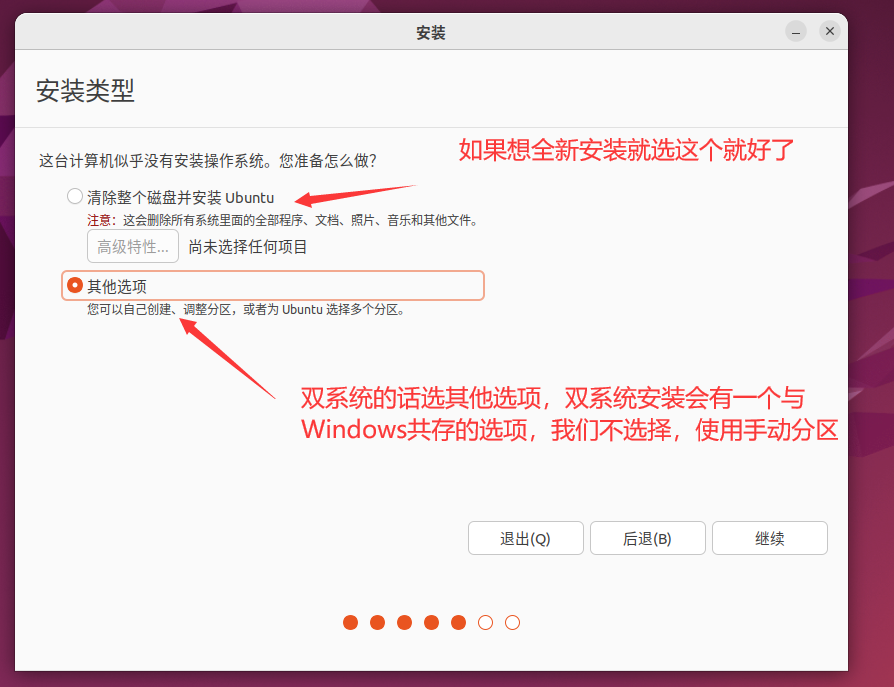 安装
安装类型
如果想全新安装就选这个就好了
这台计算机似乎没有安装操作系统。您准备怎么做?
清除整个磁盘并安装 Ubuntu
注意：这会删除所有系统里面的全部程序、文档、照片、音乐和其他文件。
高级特性... 尚未选择任何项目
其他选项
您可以自己创建、调整分区，或者为 Ubuntu 选择多个分区。
双系统的话选其他选项，双系统安装会有一个与
Windows共存的选项，我们不选择，使用手动分区
退出(Q) 后退(B) 继续